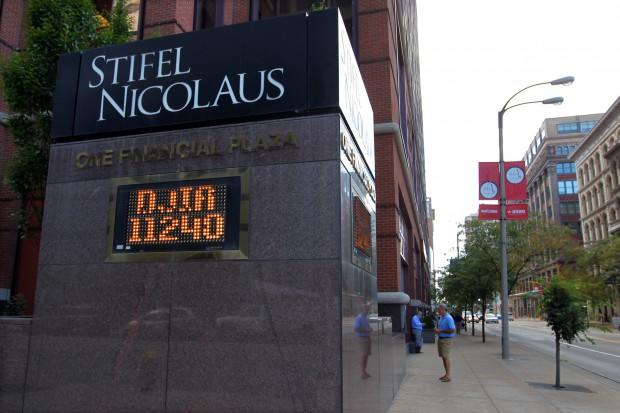 STIFEL
NICOLAUS
ONE FINANCIAL PLAZA
DJIA
11240